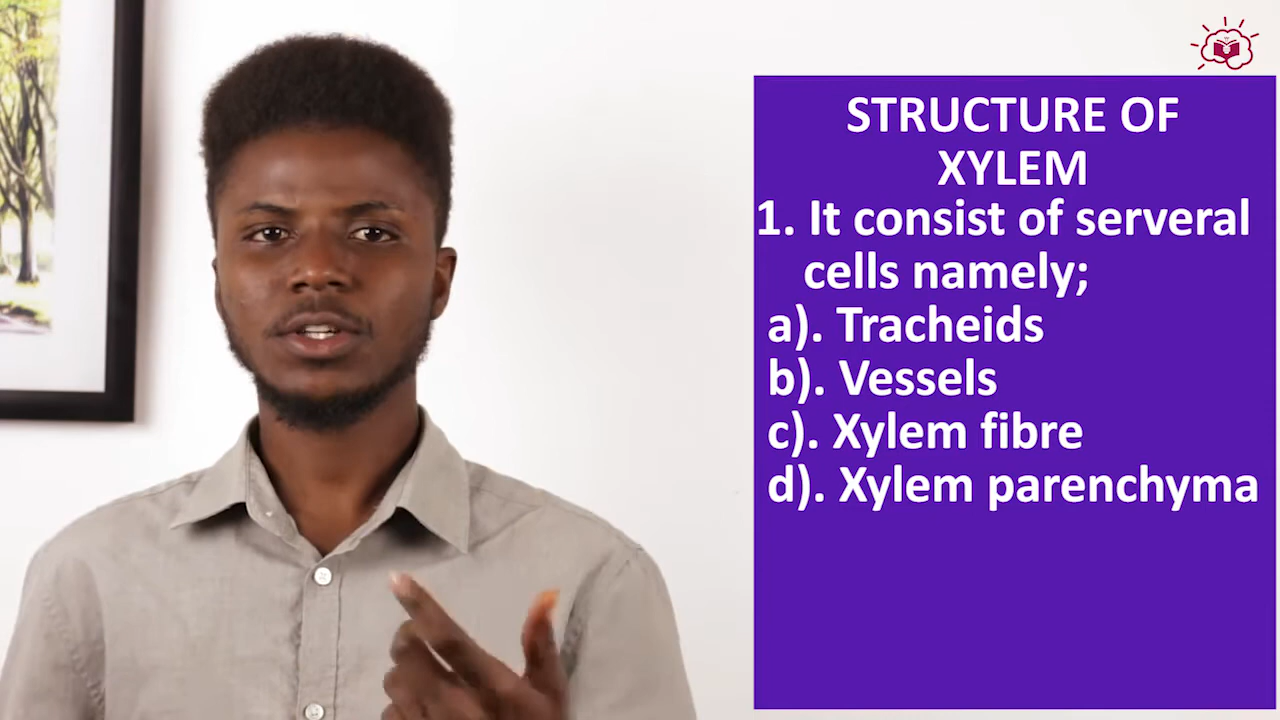 STRUCTURE OF
XYLEM
1. It consist of serveral
cells namely;
a). Tracheids
b). Vessels
c). Xylem fibre
d). Xylem parenchyma